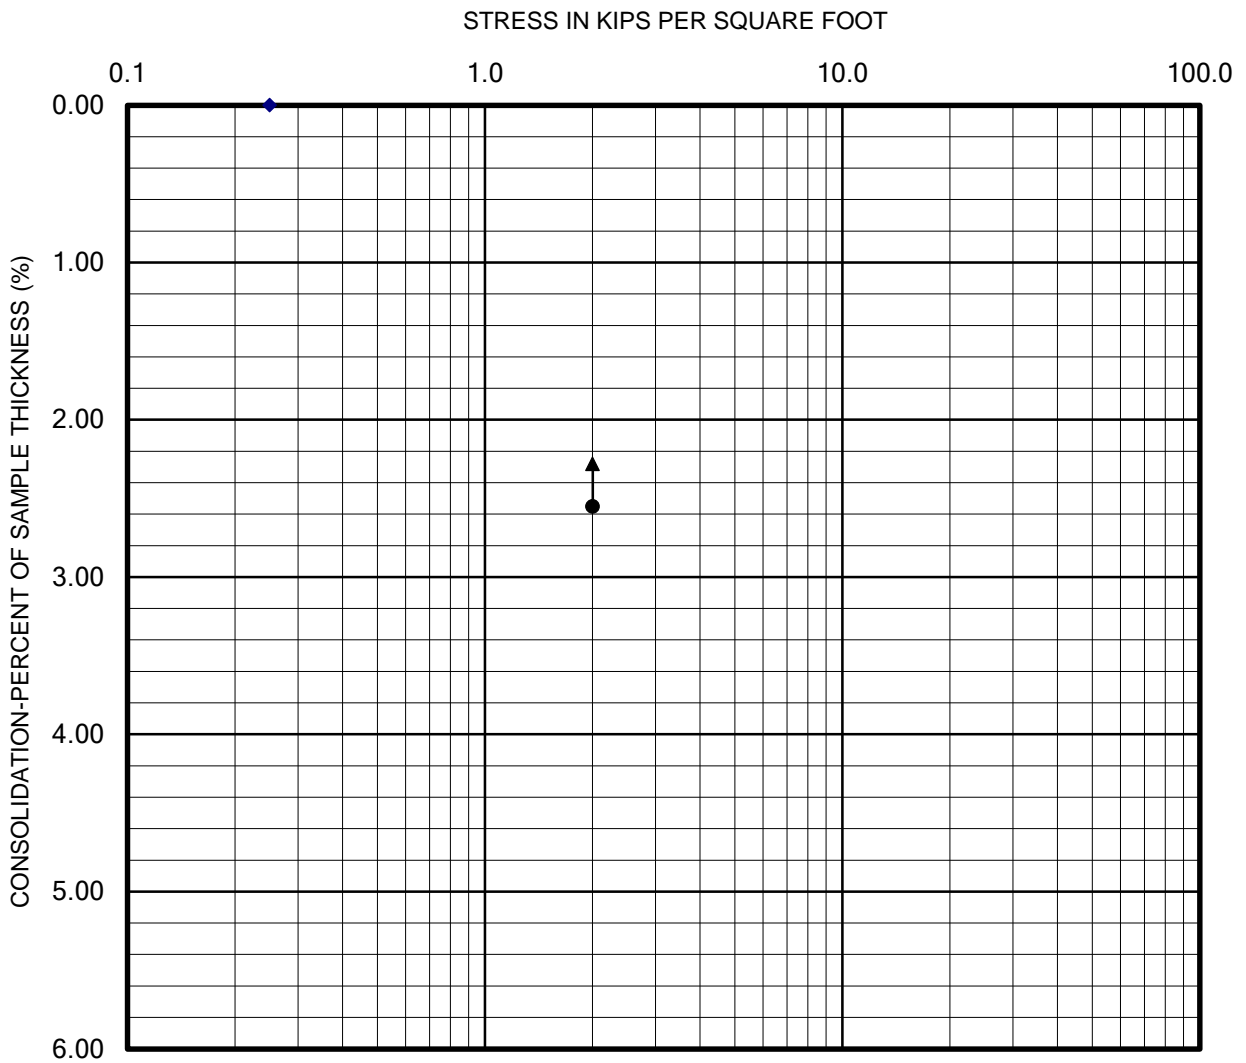 STRESS IN KIPS PER SQUARE FOOT
0.1 1.0 10.0 100.0
CONSOLIDATION-PERCENT OF SAMPLE THICKNESS (%)
0.00
1.00
2.00
3.00
4.00
5.00
6.00